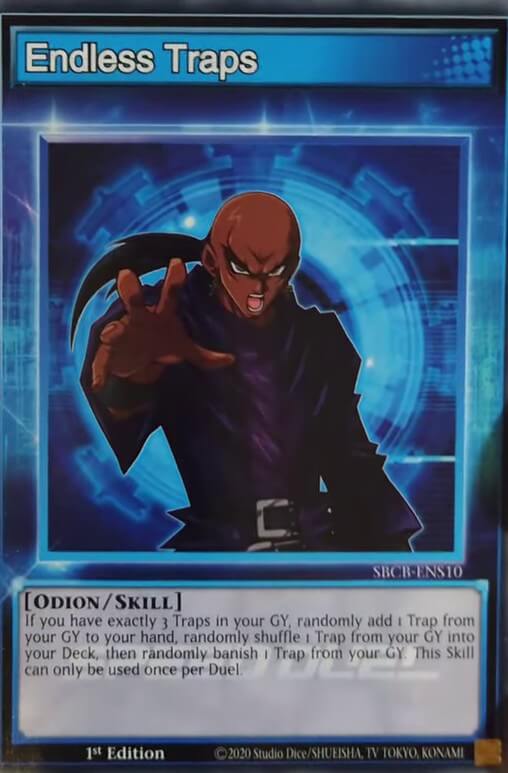 Endless Traps
SBCB-ENS10
[ODION/SKILL]
If you have exactly 3 Traps in your GY, randomly add 1 Trap from
your GY to your hand, randomly shuffle 1 Trap from your GY into
your Deck, then randomly banish 1 Trap from your GY. This Skill
can only be used once per Duel.
1st Edition
©2020 Studio Dice/SHUEISHA, TV TOKYO, KONAMI